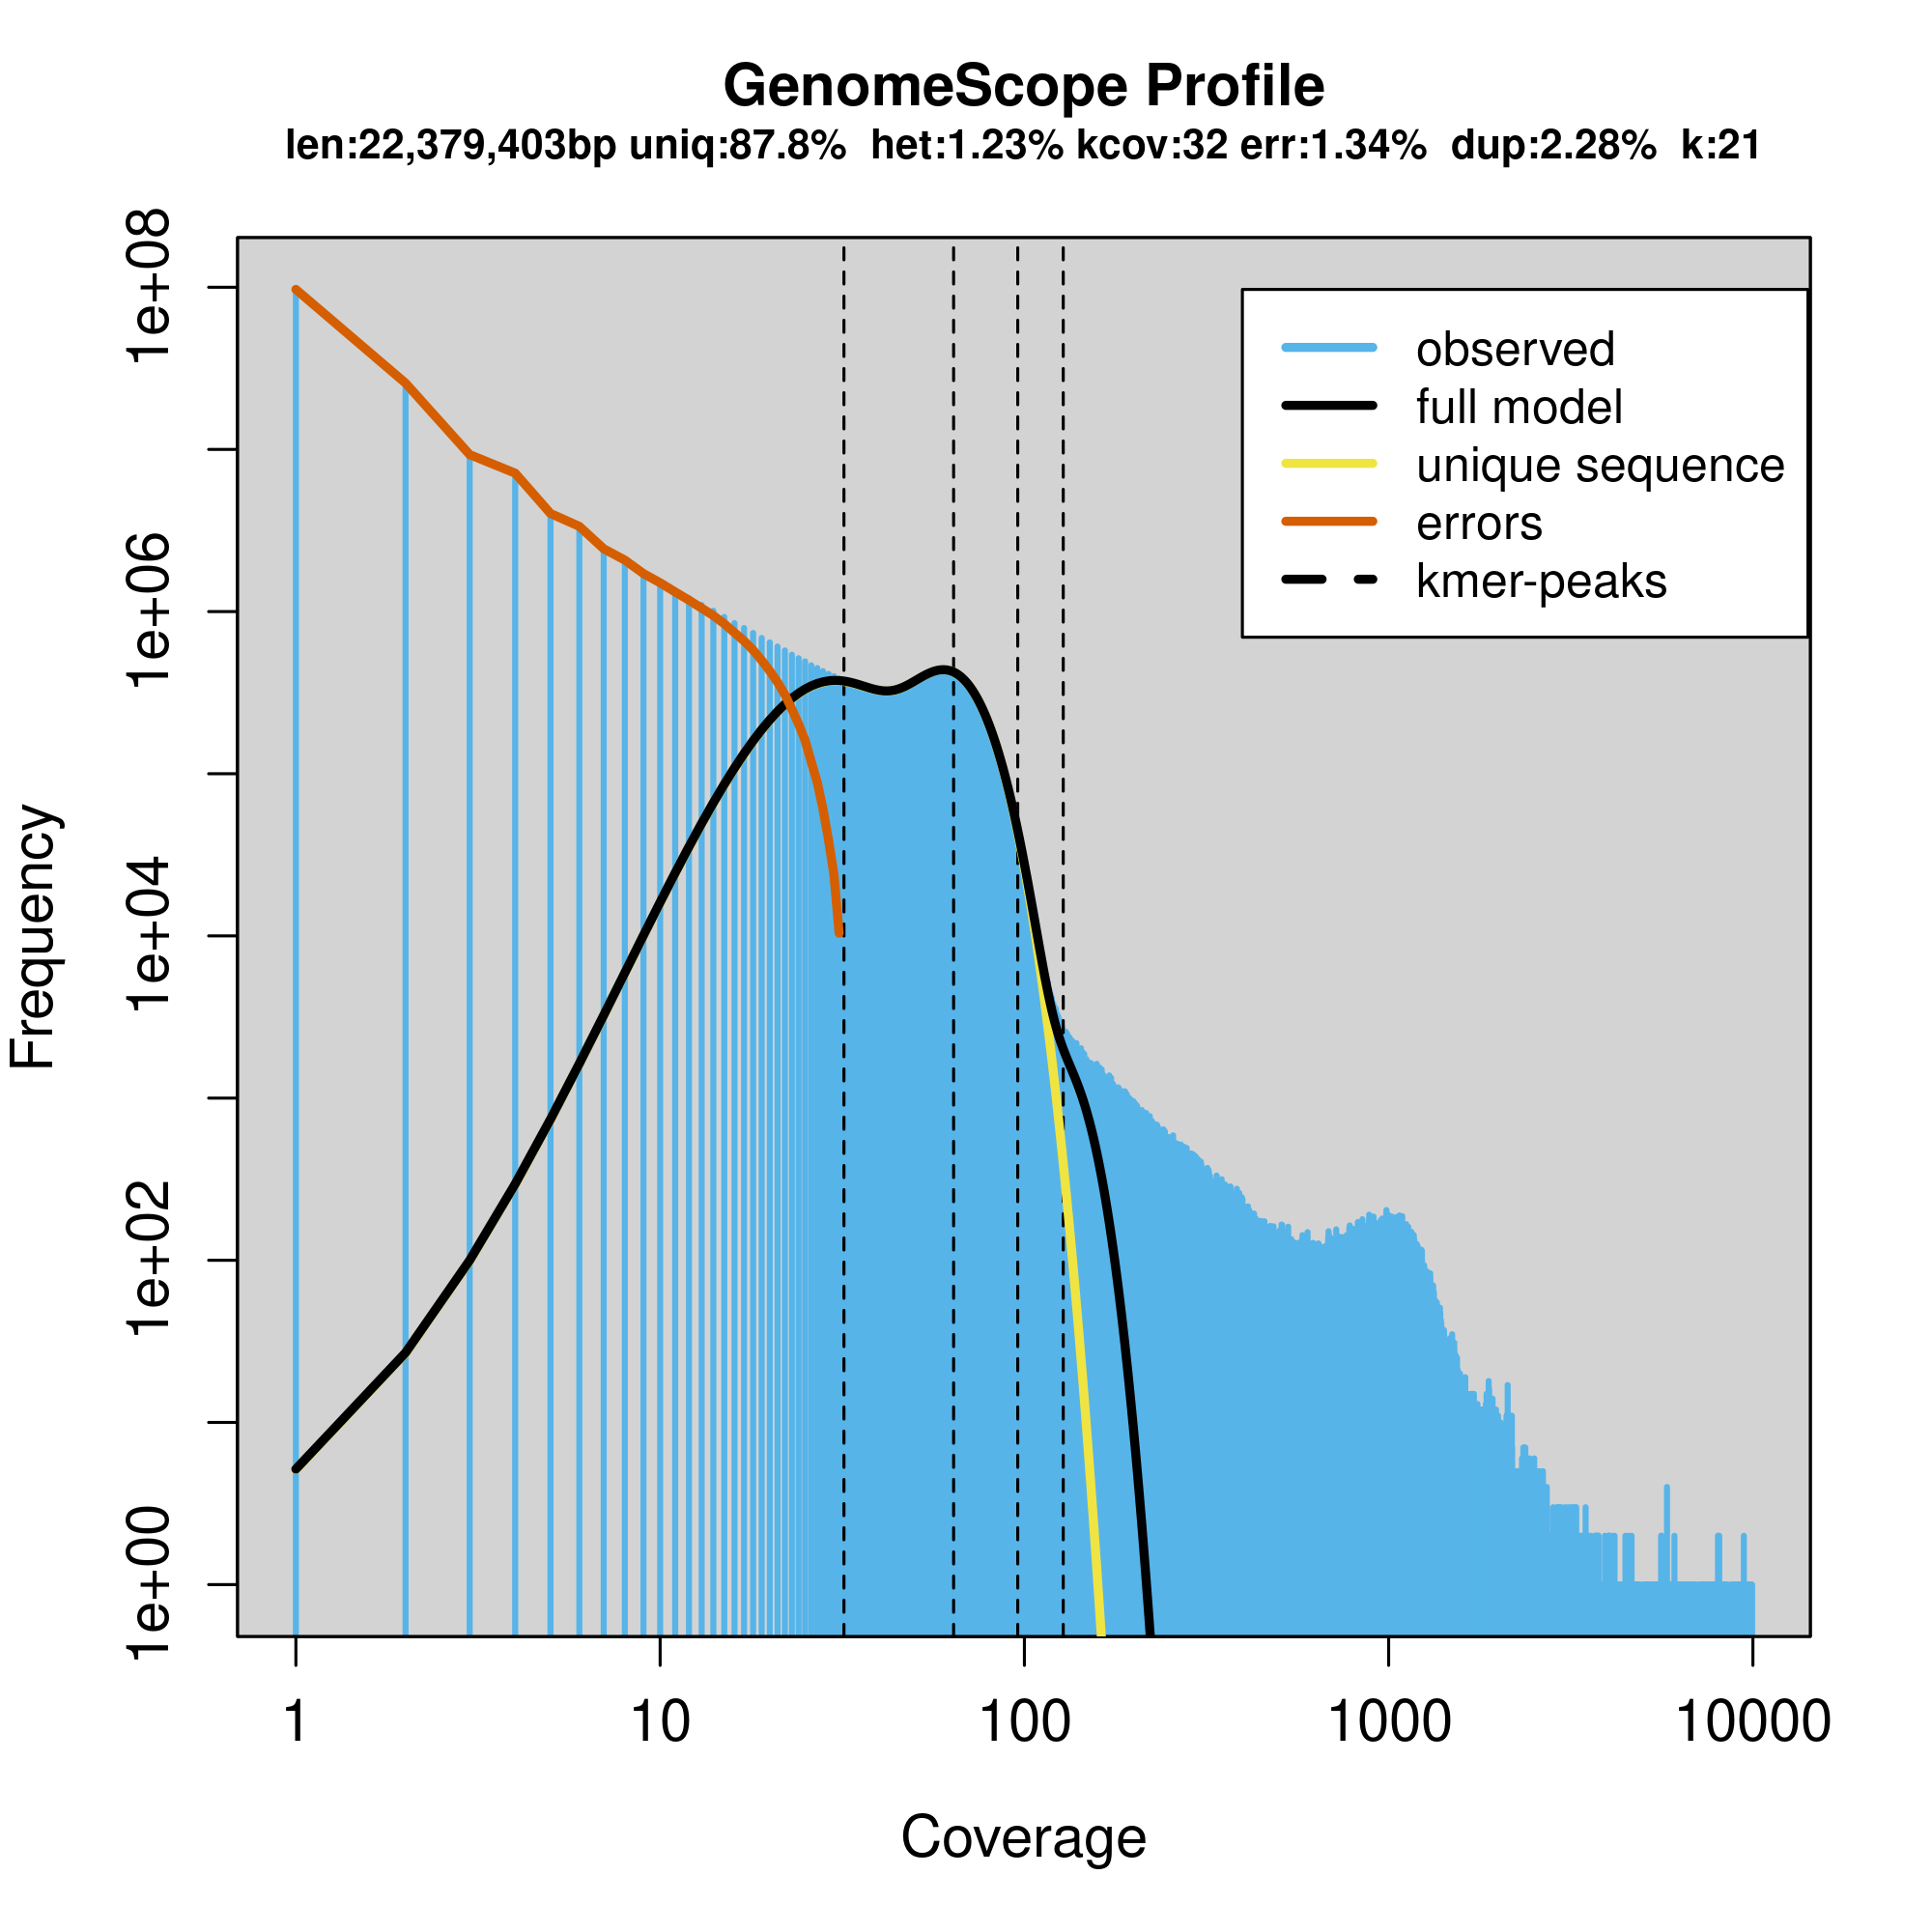 GenomeScope Profile
len:22,379,403bp uniq:87.8% het:1.23% kcov:32 err:1.34% dup:2.28% k:21
1e+08
1e+06
1e+04
1e+02
1e+00
Frequency
observed
full model
unique sequence
errors
kmer-peaks
1 10 100 1000 10000
Coverage